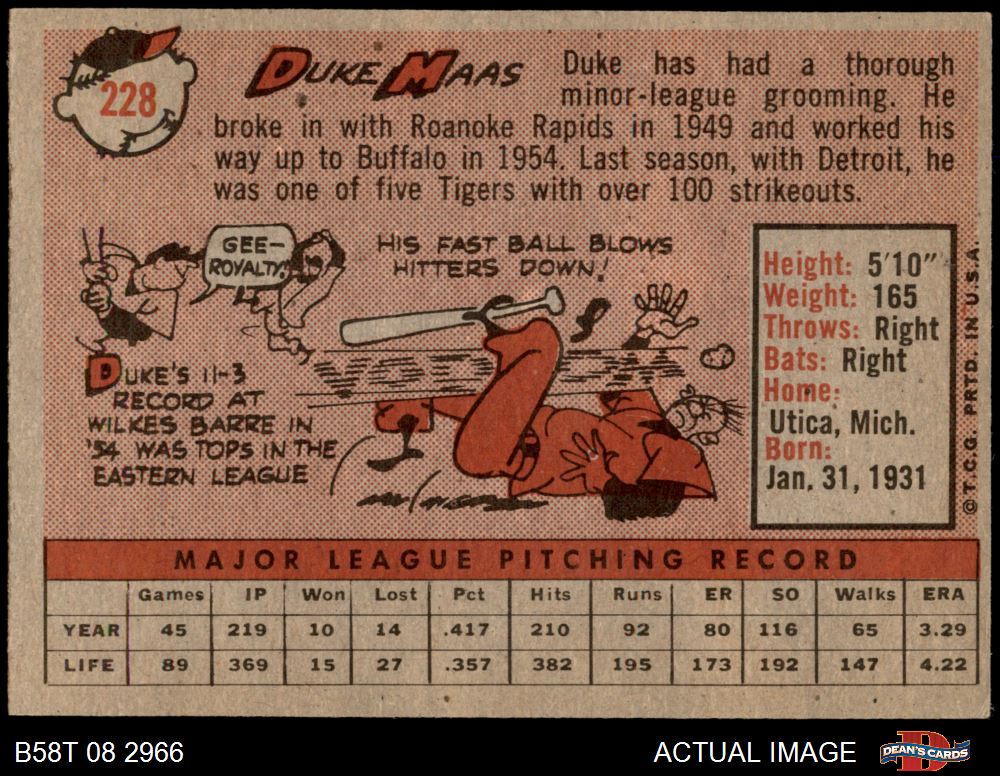 228
DUKE MAAS
Duke has had a thorough
minor-league grooming. He
broke in with Roanoke Rapids in 1949 and worked his
way up to Buffalo in 1954. Last season, with Detroit, he
was one of five Tigers with over 100 strikeouts.
GEE-
ROYALTY!
HIS FAST BALL BLOWS
HITTERS DOWN!
DUKE'S 11-3
RECORD AT
WILKES BARRE IN
'54 WAS TOPS IN THE
EASTERN LEAGUE
Height: 5'10"
Weight: 165
Throws: Right
Bats: Right
Home:
Utica, Mich.
Born:
Jan. 31, 1931
© T.C.G. PRTD. IN U.S.A.
MAJOR LEAGUE PITCHING RECORD
Games IP Won Lost Pct Hits Runs ER SO Walks ERA
YEAR 45 219 10 14 .417 210 92 80 116 65 3.29
LIFE 89 369 15 27 .357 382 195 173 192 147 4.22
B58T 08 2966
ACTUAL IMAGE
D
DEAN'S CARDS